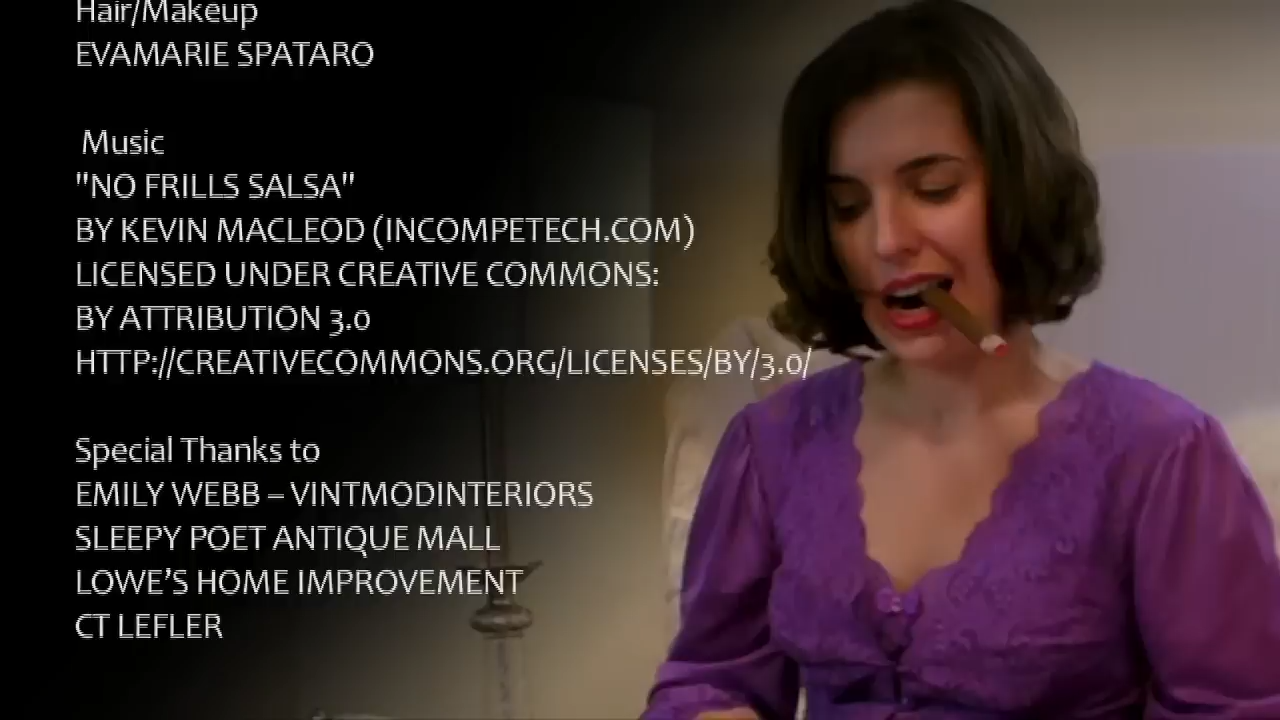 Hair/Makeup
EVAMARIE SPATARO
Music
"NO FRILLS SALSA"
BY KEVIN MACLEOD (INCOMPETECH.COM)
LICENSED UNDER CREATIVE COMMONS:
BY ATTRIBUTION 3.0
HTTP://CREATIVECOMMONS.ORG/LICENSES/BY/3.0/
Special Thanks to
EMILY WEBB – VINTMODINTERIORS
SLEEPY POET ANTIQUE MALL
LOWE’S HOME IMPROVEMENT
CT LEFLER